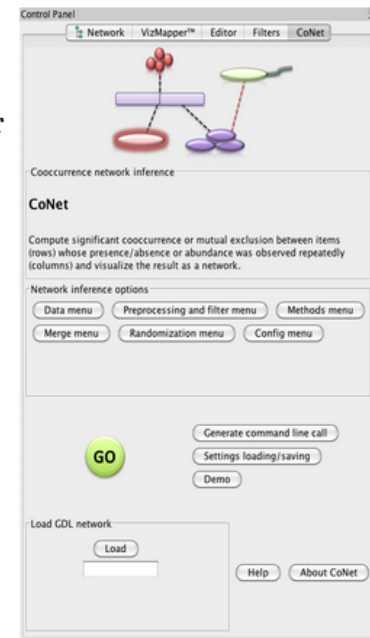 Control Panel
Network VizMapper™ Editor Filters CoNet
Cooccurrence network inference
CoNet
Compute significant cooccurrence or mutual exclusion between items
(rows) whose presence/absence or abundance was observed repeatedly
(columns) and visualize the result as a network.
Network inference options
Data menu Preprocessing and filter menu Methods menu
Merge menu Randomization menu Config menu
GO
Generate command line call
Settings loading/saving
Demo
Load GDL network
Load
Help About CoNet